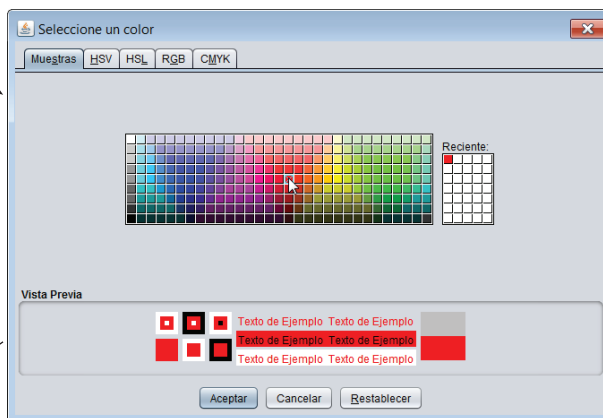 Seleccione un color
Muestras HSV HSL RGB CMYK
Reciente:
Vista Previa
Texto de Ejemplo Texto de Ejemplo
Texto de Ejemplo Texto de Ejemplo
Texto de Ejemplo Texto de Ejemplo
Aceptar Cancelar Restablecer